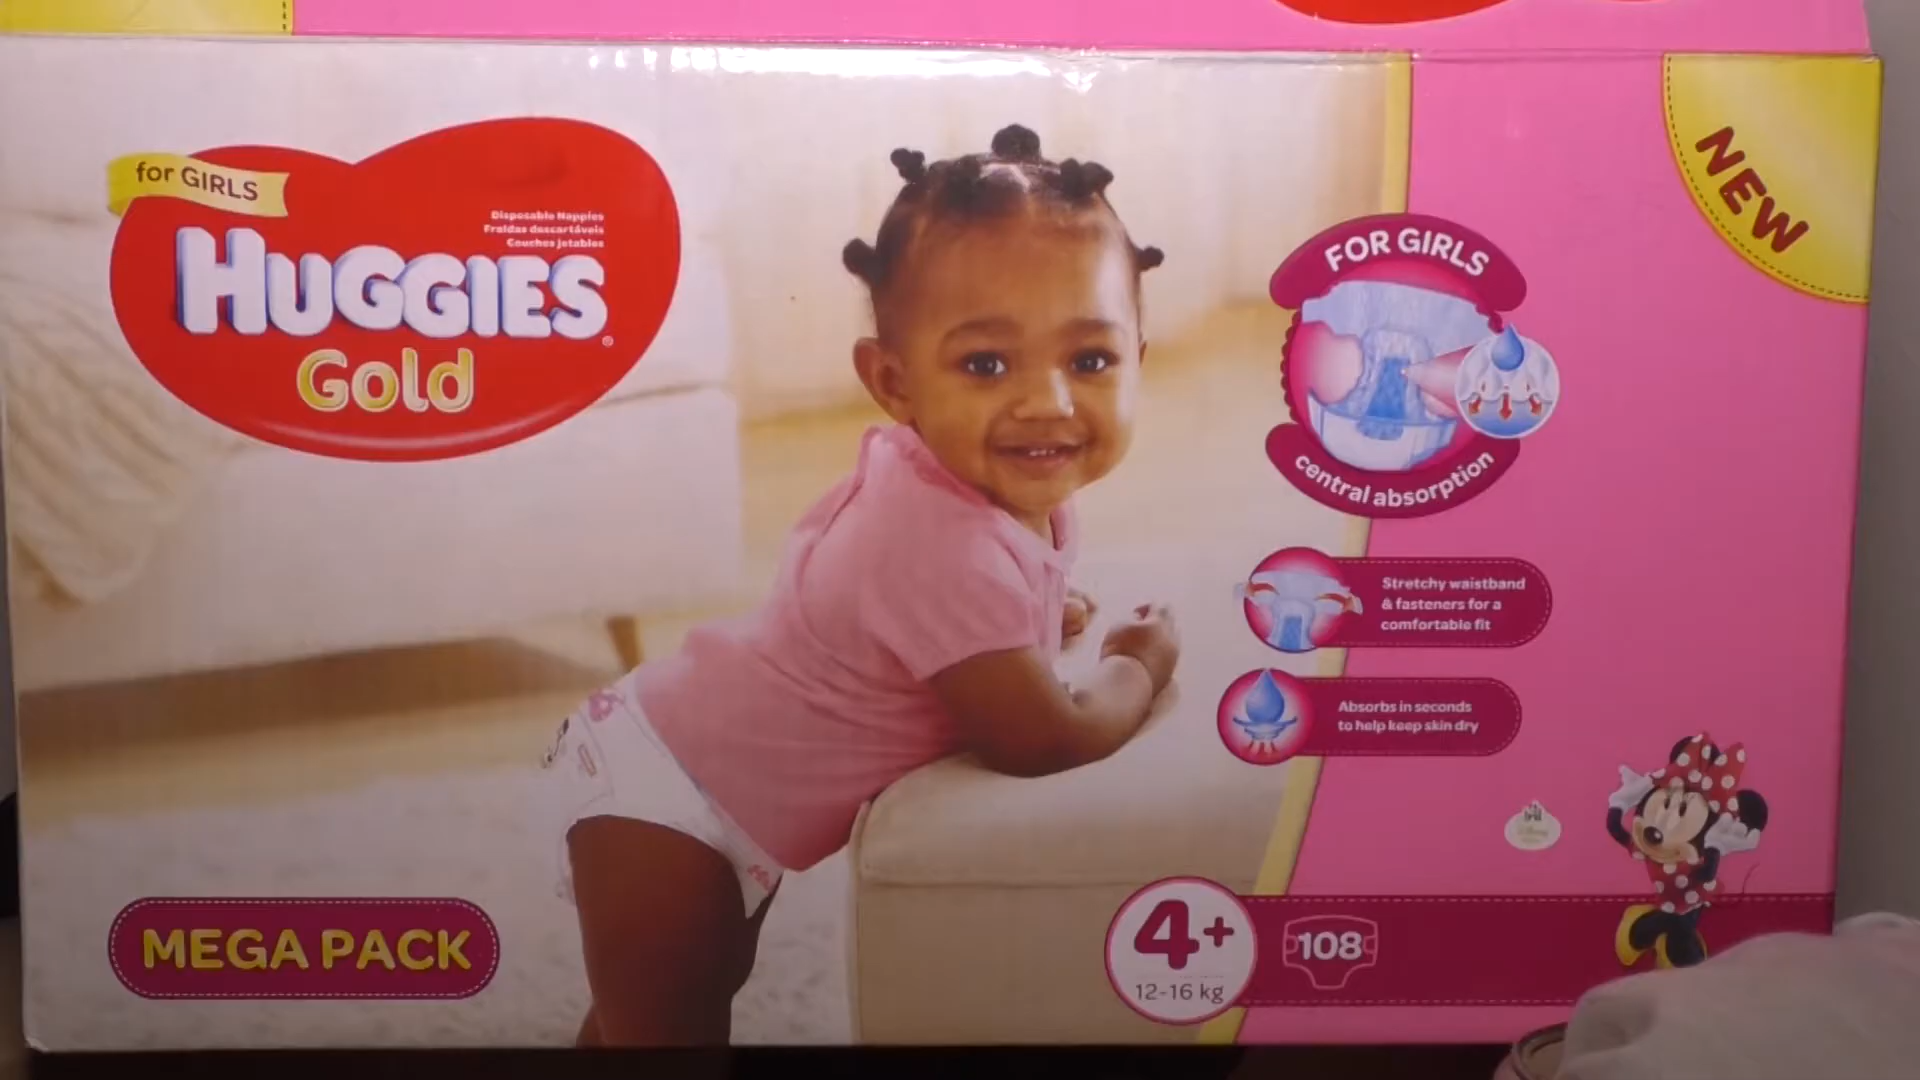 for GIRLS
Disposable Nappies
Fraldas descartáveis
Couches jetables
HUGGIES®
Gold
NEW
FOR GIRLS
central absorption
Stretchy waistband
& fasteners for a
comfortable fit
Absorbs in seconds
to help keep skin dry
Disney
MEGA PACK
4+
12-16 kg
108